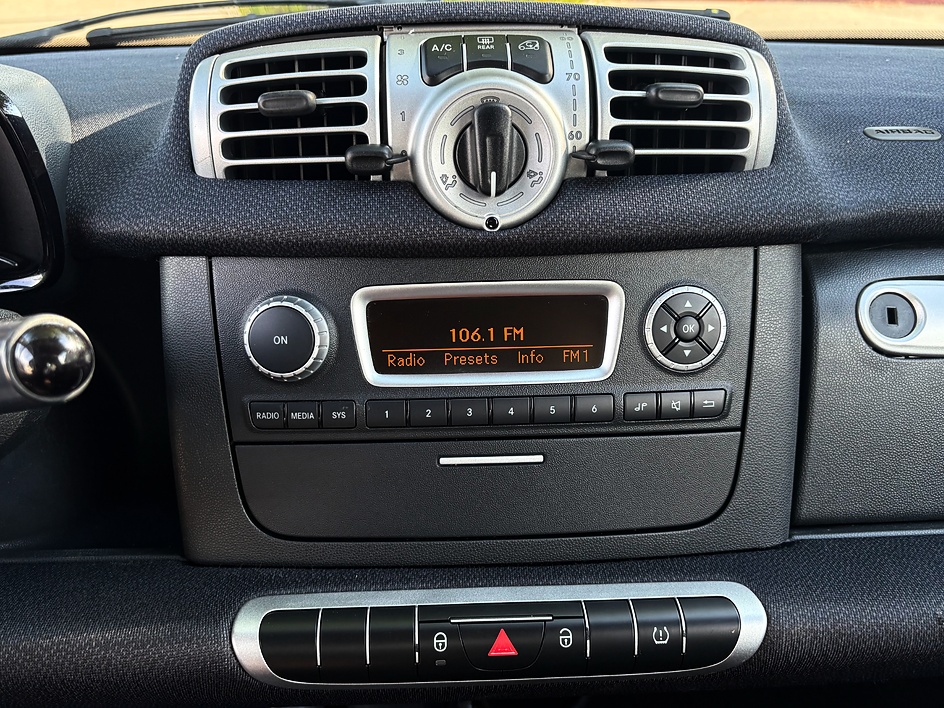 A/C
REAR
3
1
70
60
AIRBAG
ON
106.1 FM
Radio Presets Info FM1
RADIO MEDIA SYS
1 2 3 4 5 6
OK